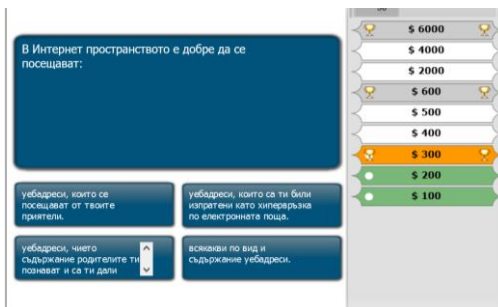 В Интернет пространството е добре да се
посещават:
уебадреси, които се
посещават от твоите
приятели.
уебадреси, които са ти били
изпратени като хипервръзка
по електронната поща.
уебадреси, чието
съдържание родителите ти
познават и са ти дали
всякакви по вид и
съдържание уебадреси.
$ 6000
$ 4000
$ 2000
$ 600
$ 500
$ 400
$ 300
$ 200
$ 100